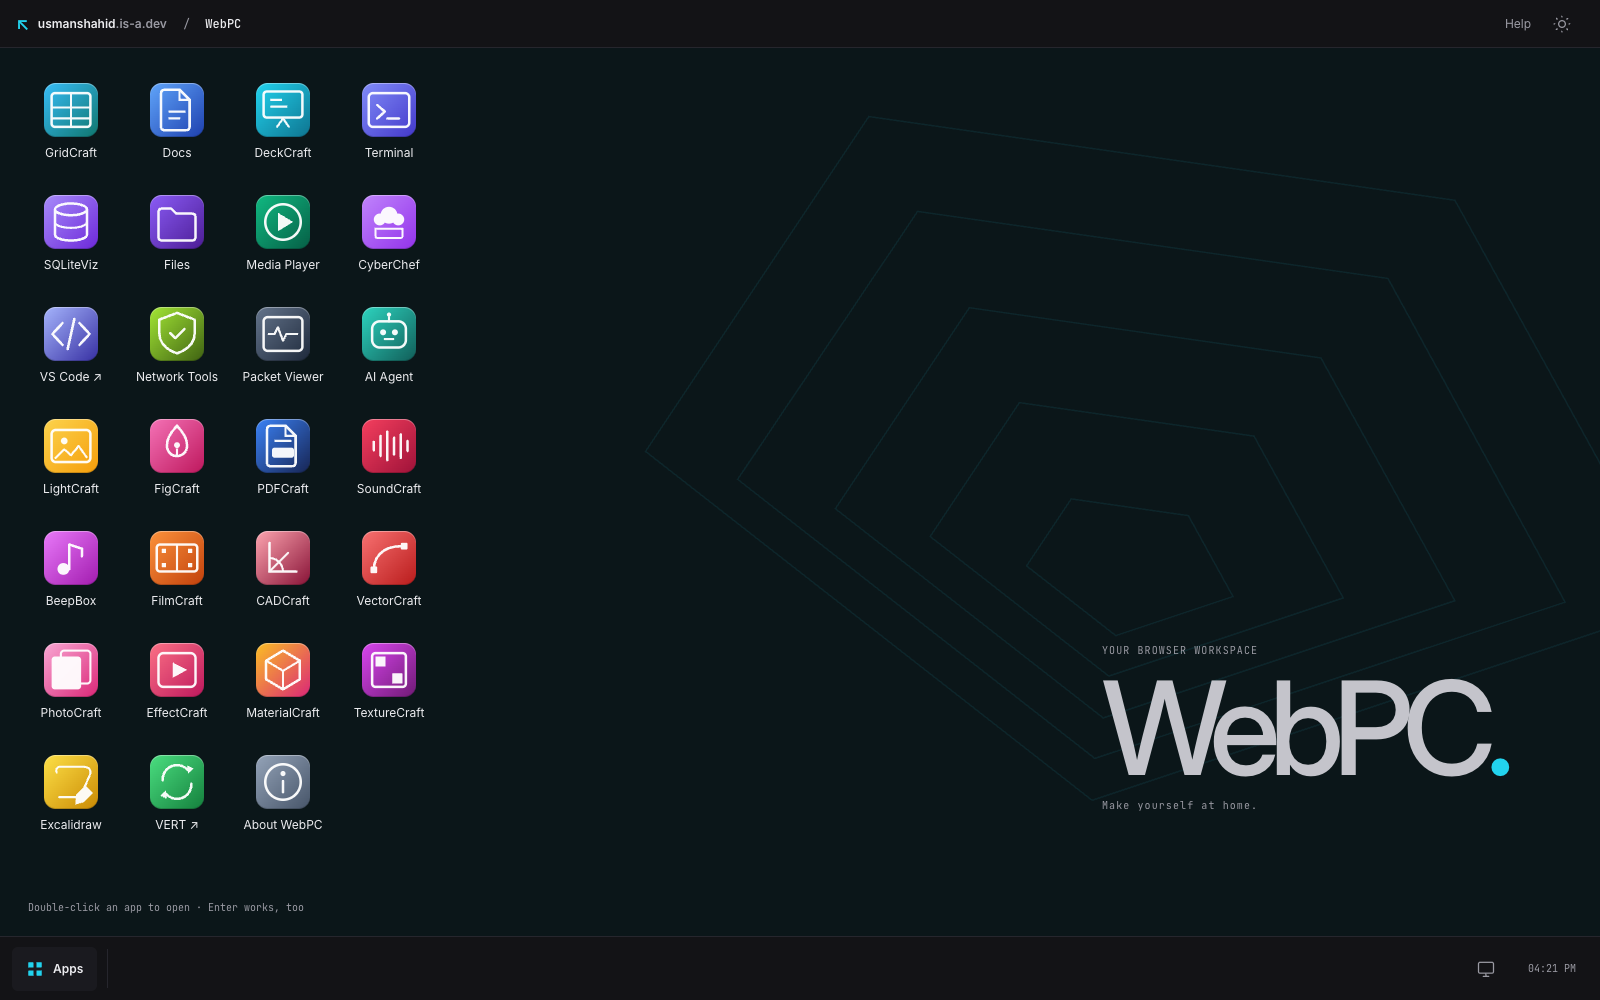 usmanshahid.is-a.dev / WebPC
Help
GridCraft
Docs
DeckCraft
Terminal
SQLiteViz
Files
Media Player
CyberChef
VS Code ↗
Network Tools
Packet Viewer
AI Agent
LightCraft
FigCraft
PDFCraft
SoundCraft
BeepBox
FilmCraft
CADCraft
VectorCraft
PhotoCraft
EffectCraft
MaterialCraft
TextureCraft
Excalidraw
VERT ↗
About WebPC
YOUR BROWSER WORKSPACE
WebPC.
Make yourself at home.
Double-click an app to open · Enter works, too
Apps
04:21 PM